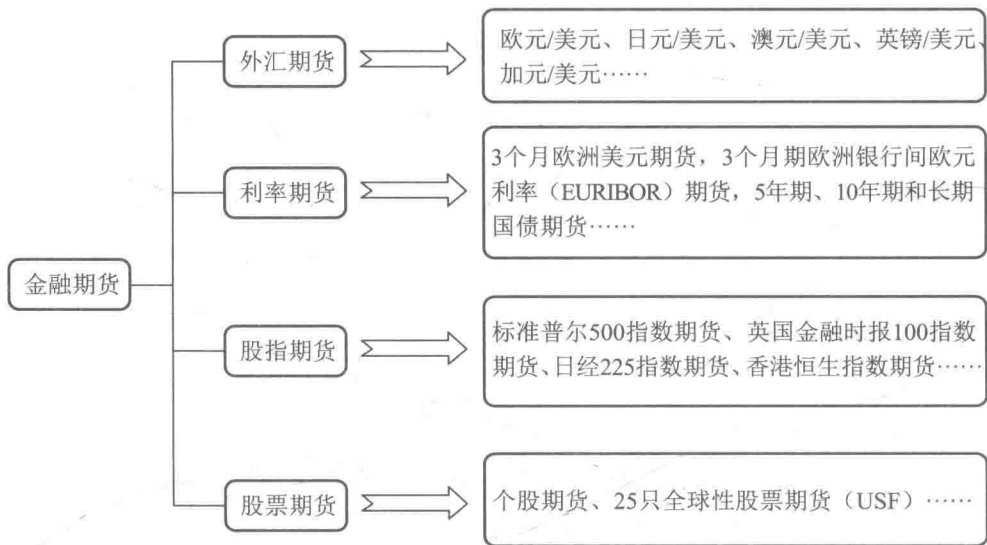 外汇期货
欧元/美元、日元/美元、澳元/美元、英镑/美元、
加元/美元……
利率期货
3个月欧洲美元期货，3个月期欧洲银行间欧元
利率（EURIBOR）期货，5年期、10年期和长期
国债期货……
金融期货
股指期货
标准普尔500指数期货、英国金融时报100指数
期货、日经225指数期货、香港恒生指数期货……
股票期货
个股期货、25只全球性股票期货（USF）……